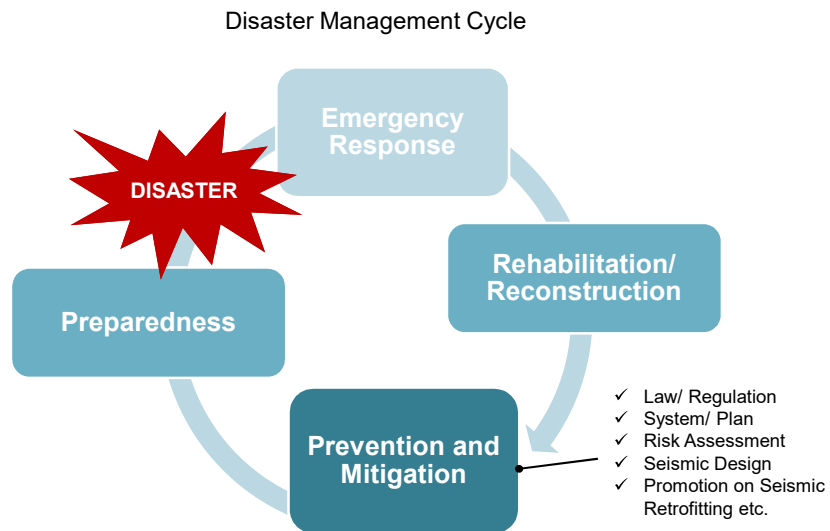 Disaster Management Cycle
Emergency
Response
DISASTER
Rehabilitation/
Reconstruction
Preparedness
Prevention and
Mitigation
✓ Law/ Regulation
✓ System/ Plan
✓ Risk Assessment
✓ Seismic Design
✓ Promotion on Seismic
Retrofitting etc.